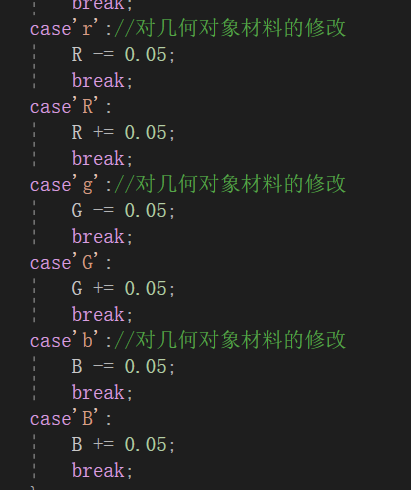 break;
case'r'://对几何对象材料的修改
R -= 0.05;
break;
case'R':
R += 0.05;
break;
case'g'://对几何对象材料的修改
G -= 0.05;
break;
case'G':
G += 0.05;
break;
case'b'://对几何对象材料的修改
B -= 0.05;
break;
case'B':
B += 0.05;
break;
}